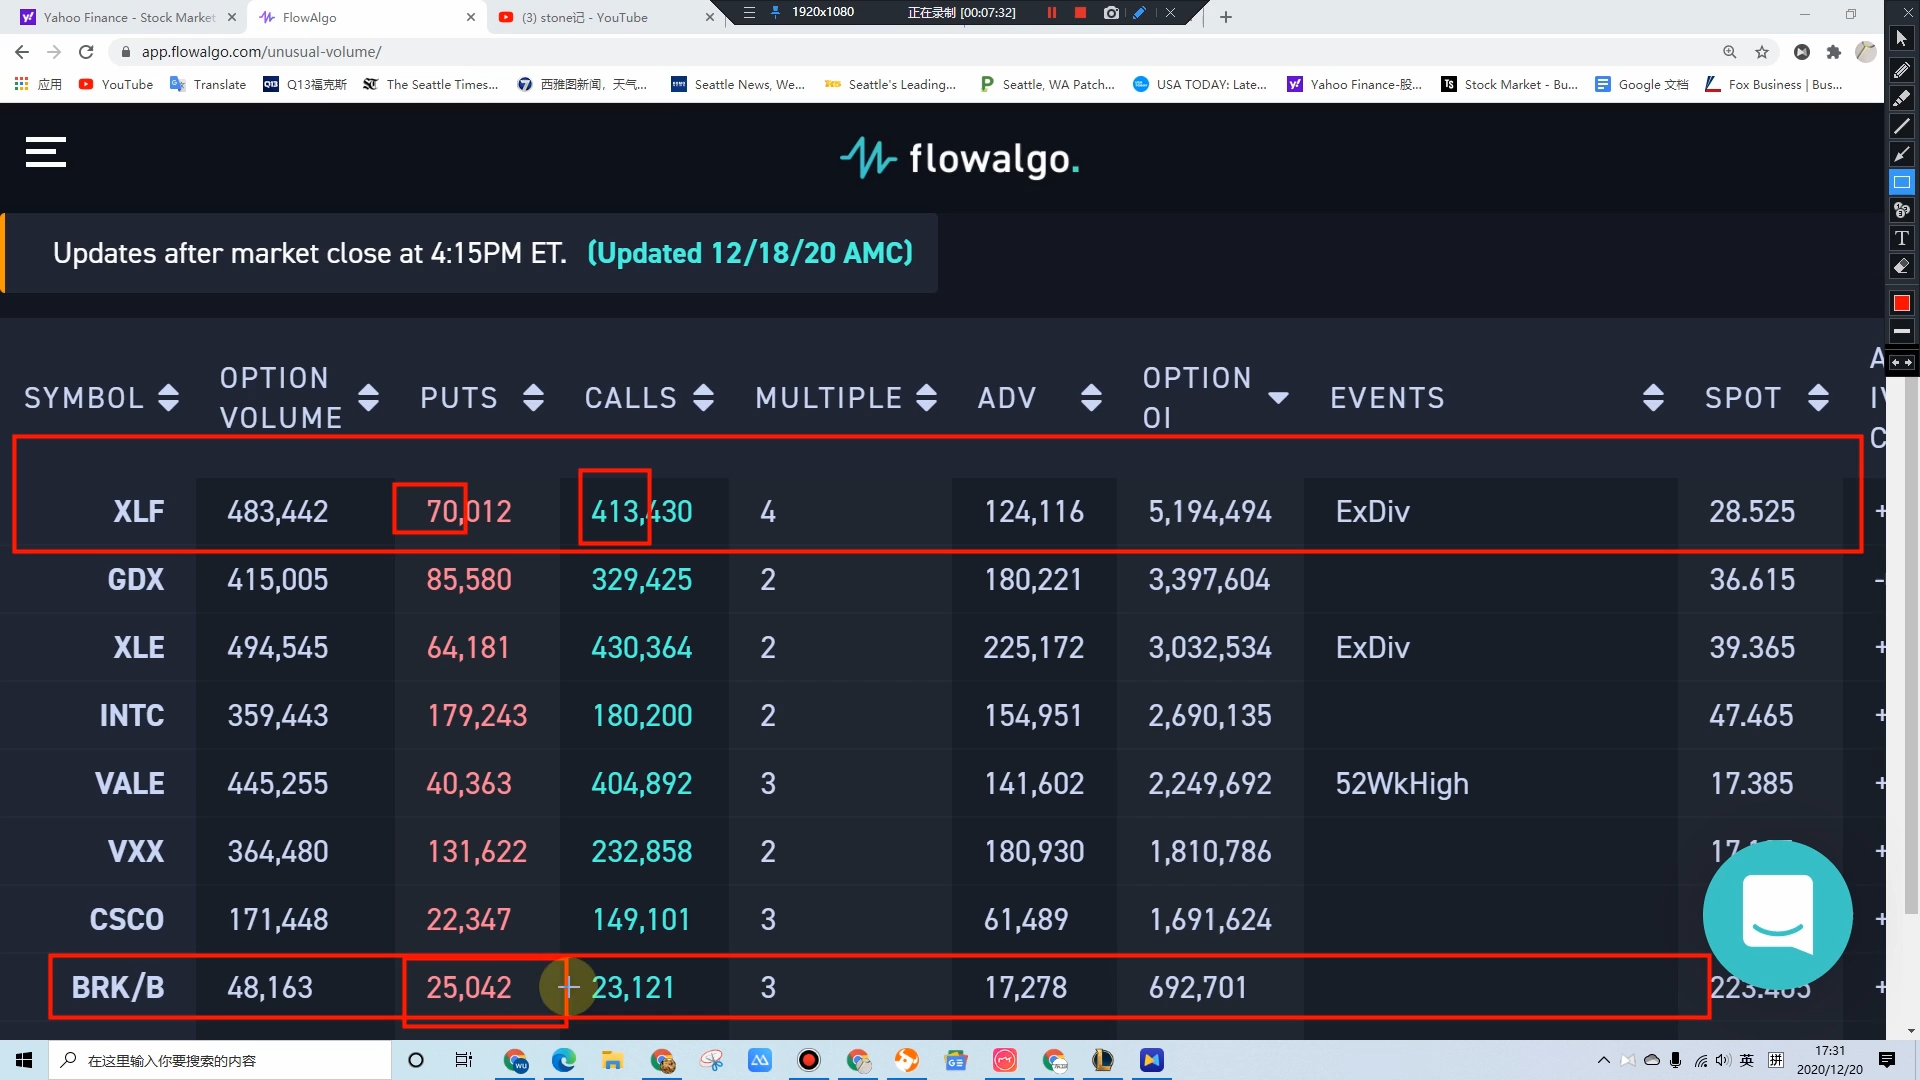 Yahoo Finance - Stock Market
FlowAlgo
(3) stone记 - YouTube
1920x1080
正在录制 [00:07:32]
app.flowalgo.com/unusual-volume/
应用
YouTube
Translate
Q13福克斯
The Seattle Times...
西雅图新闻，天气...
Seattle News, We...
Seattle's Leading...
Seattle, WA Patch...
USA TODAY: Late...
Yahoo Finance-股...
Stock Market - Bu...
Google 文档
Fox Business | Bus...
flowalgo.
Updates after market close at 4:15PM ET. (Updated 12/18/20 AMC)
SYMBOL OPTION VOLUME PUTS CALLS MULTIPLE ADV OPTION OI EVENTS SPOT
XLF 483,442 70,012 413,430 4 124,116 5,194,494 ExDiv 28.525 +
GDX 415,005 85,580 329,425 2 180,221 3,397,604 36.615 -
XLE 494,545 64,181 430,364 2 225,172 3,032,534 ExDiv 39.365 +
INTC 359,443 179,243 180,200 2 154,951 2,690,135 47.465 +
VALE 445,255 40,363 404,892 3 141,602 2,249,692 52WkHigh 17.385 +
VXX 364,480 131,622 232,858 2 180,930 1,810,786 +
CSCO 171,448 22,347 149,101 3 61,489 1,691,624 +
BRK/B 48,163 25,042 23,121 3 17,278 692,701 +
在这里输入你要搜索的内容
英
拼
17:31
2020/12/20